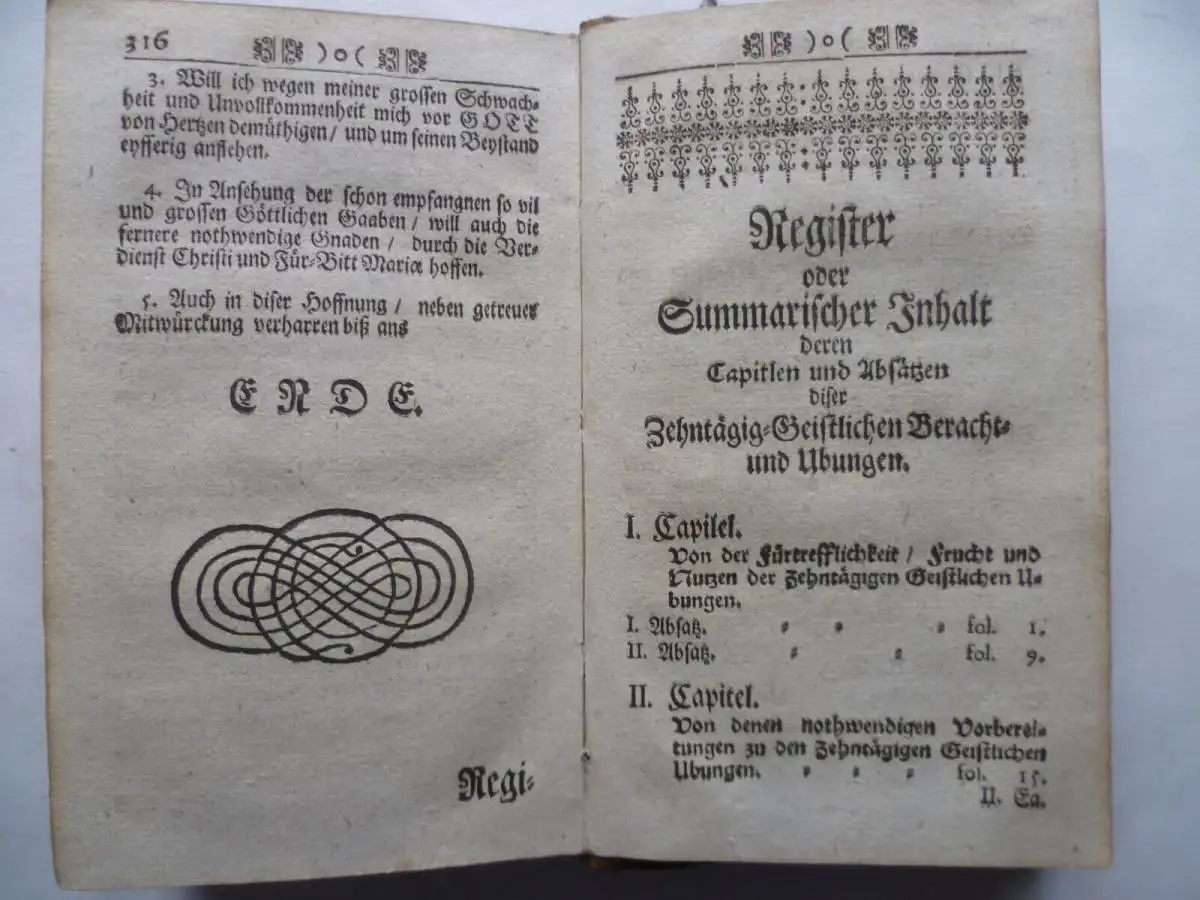 316 )o(
3. Will ich wegen meiner grossen Schwach-
heit und Unvollkommenheit mich vor GOTT
von Hertzen demüthigen/ und um seinen Beystand
eyfferig anflehen.
4. In Ansehung der schon empfangnen so vil
und grossen Göttlichen Gaaben/ will auch die
fernere nothwendige Gnaden/ durch die Ver-
dienst Christi und Für-Bitt Mariæ hoffen.
5. Auch in diser Hoffnung/ neben getreuer
Mitwürckung verharren biß ans
ENDE.
Regi-
)o(
Register
oder
Summarischer Inhalt
deren
Capitlen und Absätzen
diser
Zehntägig-Geistlichen Beracht-
und Ubungen.
I. Capilel.
Von der Fürtrefflichkeit/ Frucht und
Nutzen der Zehntägigen Geistlichen U-
bungen.
I. Absatz. fol. 1.
II. Absatz. fol. 9.
II. Capitel.
Von denen nothwendigen Vorberei-
tungen zu den Zehntägigen Geistlichen
Ubungen. fol. 15.
II. Ca.